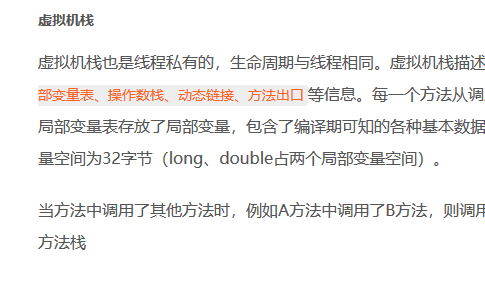 虚拟机栈
虚拟机栈也是线程私有的，生命周期与线程相同。虚拟机栈描述
部变量表、操作数栈、动态链接、方法出口 等信息。每一个方法从调
局部变量表存放了局部变量，包含了编译期可知的各种基本数据
量空间为32字节（long、double占两个局部变量空间）。
当方法中调用了其他方法时，例如A方法中调用了B方法，则调用
方法栈